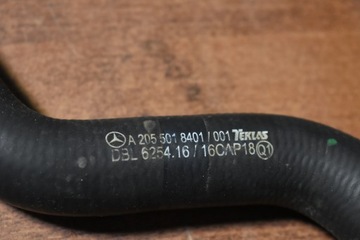 A 205 501 8401 / 001 TEKLAS
DBL 6254.16 / 16CAP18 Q1